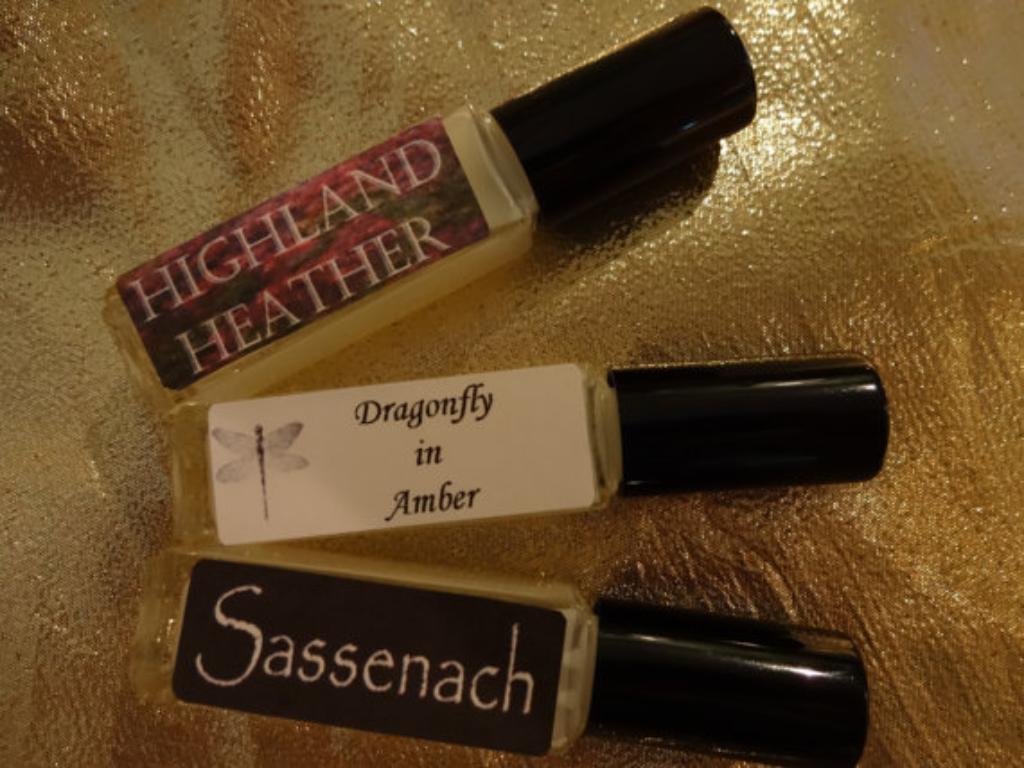 HIGHLAND
HEATHER
Dragonfly
in
Amber
Sassenach